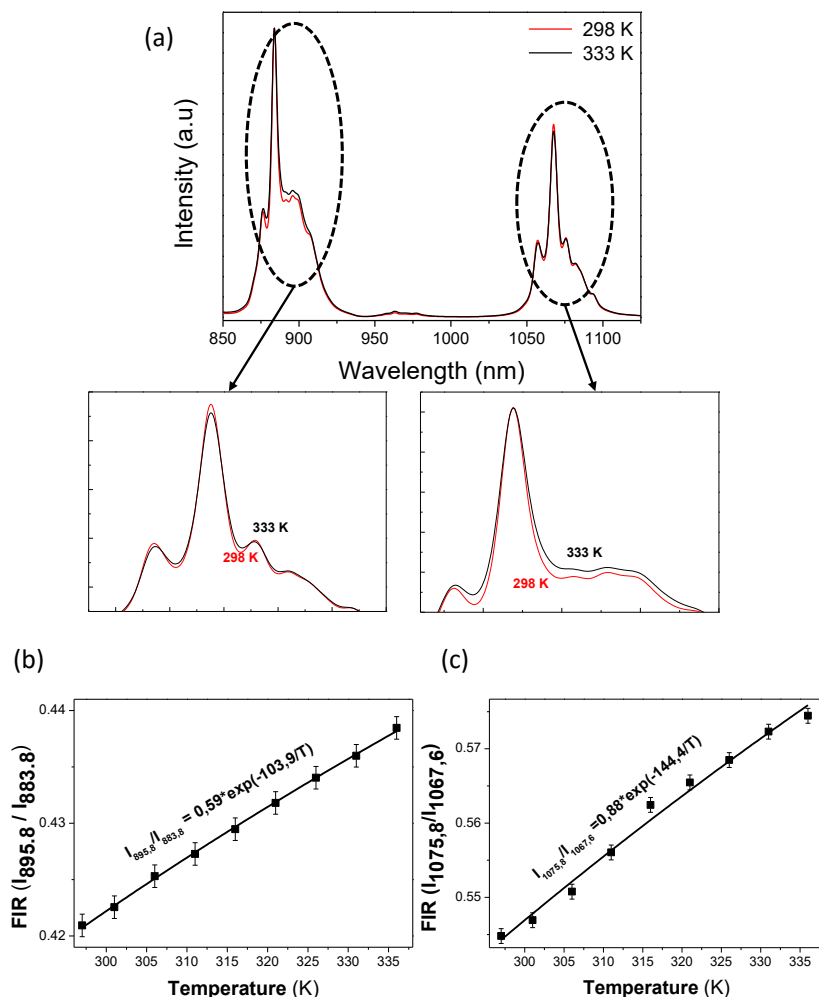 (a)
298 K
333 K
Intensity (a.u)
850 900 950 1000 1050 1100
Wavelength (nm)
333 K
298 K
333 K
298 K
(b)
0.44
0.43
0.42
FIR (I895.8 / I883.8)
I895,8/I883,8 = 0,59*exp(-103,9/T)
300 305 310 315 320 325 330 335
Temperature (K)
(c)
0.57
0.56
0.55
FIR (I1075,8/I1067,6)
I1075,8/I1067,6 =0,88*exp(-144,4/T)
300 305 310 315 320 325 330 335
Temperature (K)